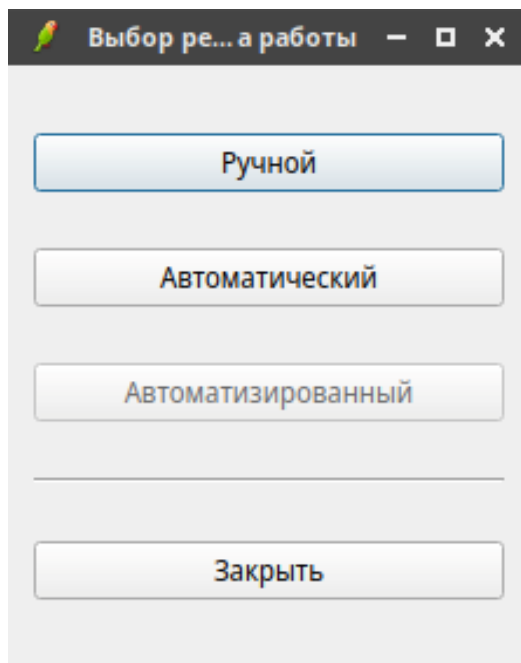 Выбор ре... а работы
Ручной
Автоматический
Автоматизированный
Закрыть